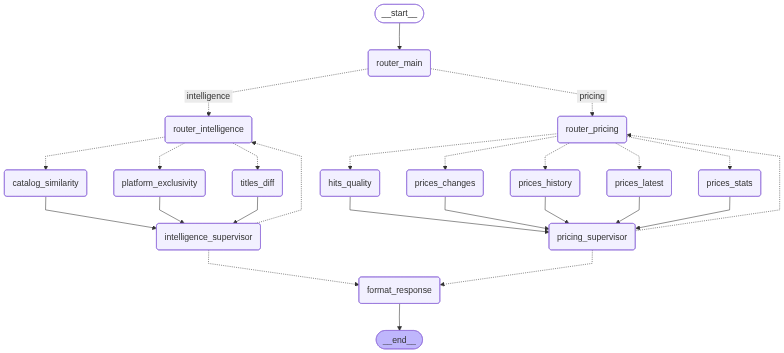 __start__
router_main
intelligence
pricing
router_intelligence
router_pricing
catalog_similarity
platform_exclusivity
titles_diff
hits_quality
prices_changes
prices_history
prices_latest
prices_stats
intelligence_supervisor
pricing_supervisor
format_response
__end__